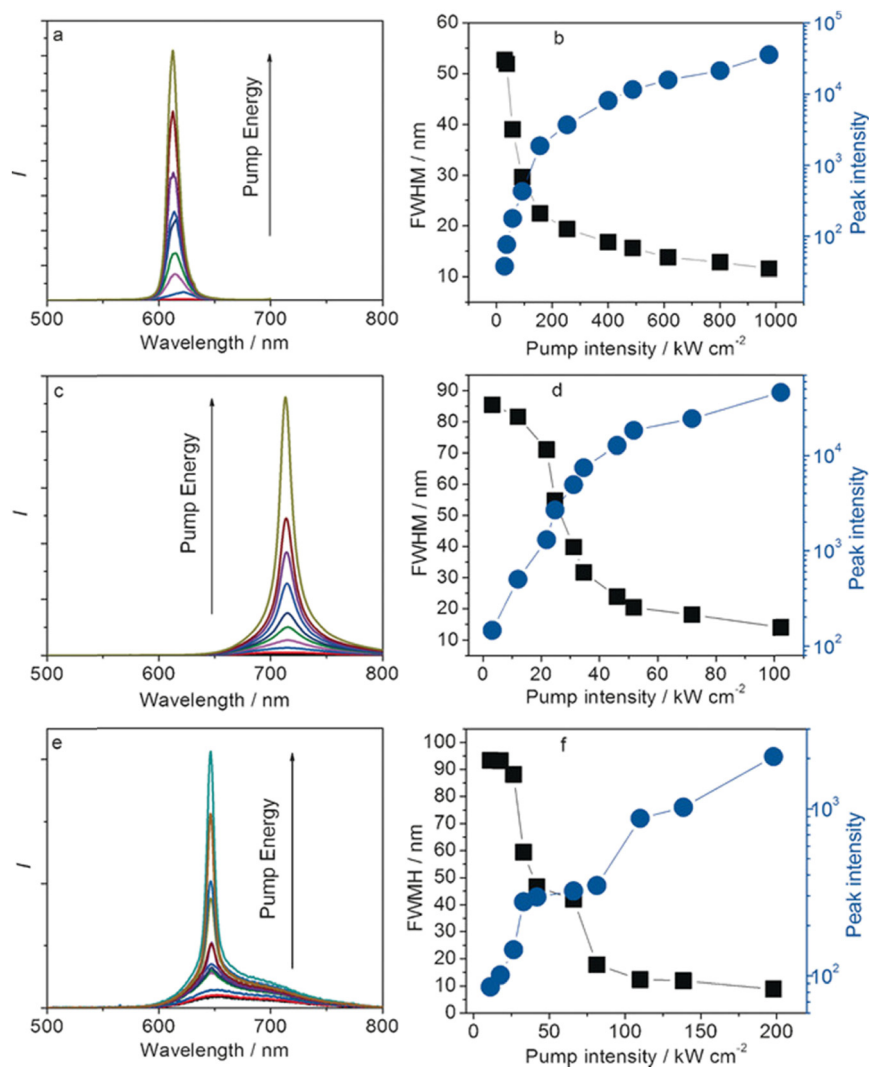 a
I
Pump Energy
500 600 700 800
Wavelength / nm
b
FWHM / nm
60
50
40
30
20
10
10^5
10^4
10^3
10^2
Peak intensity
0 200 400 600 800 1000
Pump intensity / kW cm^-2
c
I
Pump Energy
500 600 700 800
Wavelength / nm
d
FWHM / nm
90
80
70
60
50
40
30
20
10
10^4
10^3
10^2
Peak intensity
0 20 40 60 80 100
Pump intensity / kW cm^-2
e
I
Pump Energy
500 600 700 800
Wavelength / nm
f
FWMH / nm
100
90
80
70
60
50
40
30
20
10
0
10^3
10^2
Peak intensity
0 50 100 150 200
Pump intensity / kW cm^-2